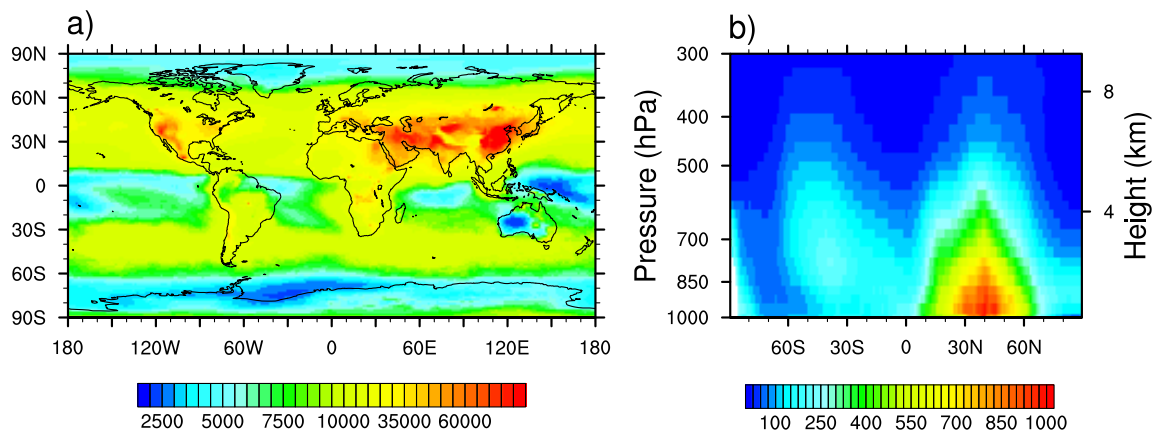 a)
90N
60N
30N
0
30S
60S
90S
180 120W 60W 0 60E 120E 180
2500 5000 7500 10000 35000 60000
b)
Pressure (hPa)
300
400
500
700
850
1000
8
4
Height (km)
60S 30S 0 30N 60N
100 250 400 550 700 850 1000